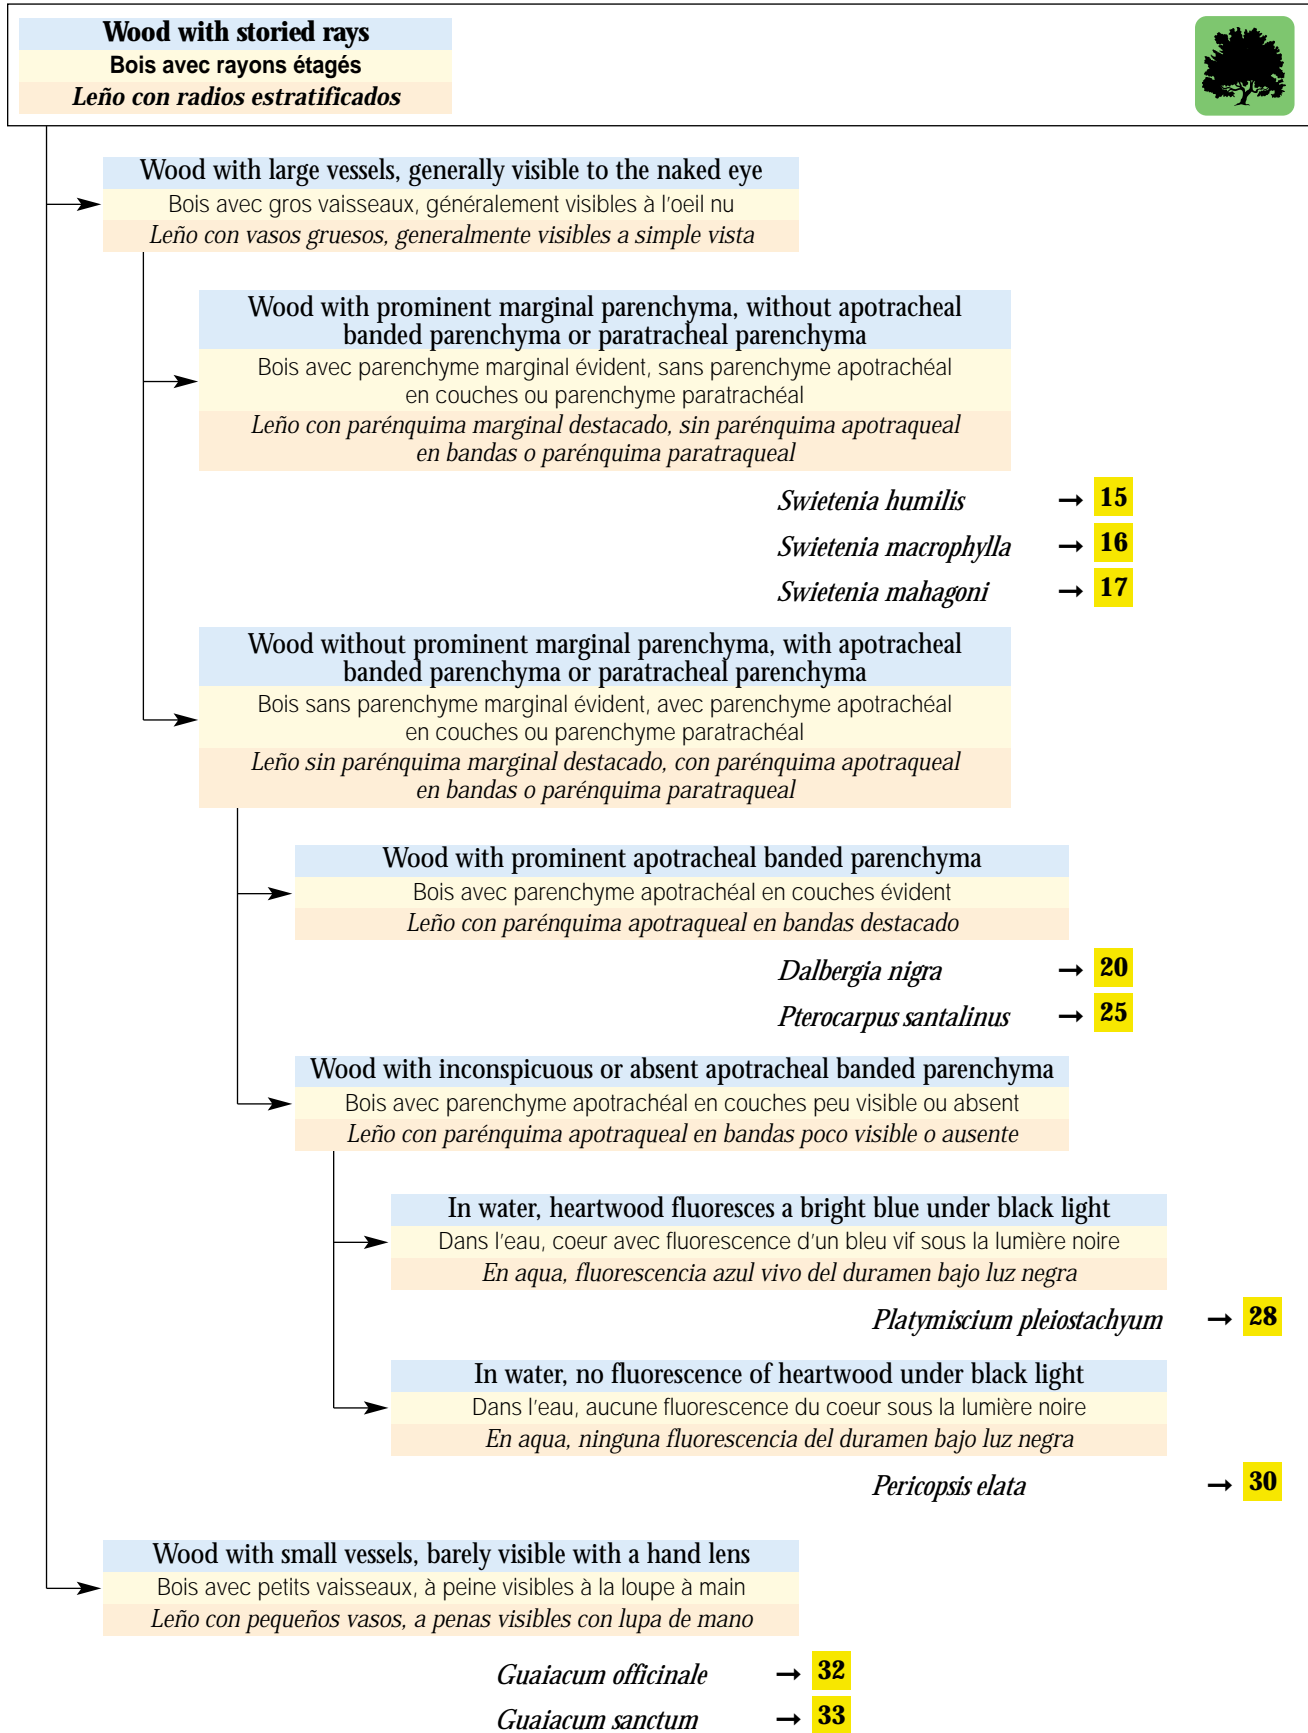 Wood with storied rays
Bois avec rayons étagés
Leño con radios estratificados
Wood with large vessels, generally visible to the naked eye
Bois avec gros vaisseaux, généralement visibles à l'oeil nu
Leño con vasos gruesos, generalmente visibles a simple vista
Wood with prominent marginal parenchyma, without apotracheal
banded parenchyma or paratracheal parenchyma
Bois avec parenchyme marginal évident, sans parenchyme apotrachéal
en couches ou parenchyme paratrachéal
Leño con parénquima marginal destacado, sin parénquima apotraqueal
en bandas o parénquima paratraqueal
Swietenia humilis → 15
Swietenia macrophylla → 16
Swietenia mahagoni → 17
Wood without prominent marginal parenchyma, with apotracheal
banded parenchyma or paratracheal parenchyma
Bois sans parenchyme marginal évident, avec parenchyme apotrachéal
en couches ou parenchyme paratrachéal
Leño sin parénquima marginal destacado, con parénquima apotraqueal
en bandas o parénquima paratraqueal
Wood with prominent apotracheal banded parenchyma
Bois avec parenchyme apotrachéal en couches évident
Leño con parénquima apotraqueal en bandas destacado
Dalbergia nigra → 20
Pterocarpus santalinus → 25
Wood with inconspicuous or absent apotracheal banded parenchyma
Bois avec parenchyme apotrachéal en couches peu visible ou absent
Leño con parénquima apotraqueal en bandas poco visible o ausente
In water, heartwood fluoresces a bright blue under black light
Dans l'eau, coeur avec fluorescence d'un bleu vif sous la lumière noire
En aqua, fluorescencia azul vivo del duramen bajo luz negra
Platymiscium pleiostachyum → 28
In water, no fluorescence of heartwood under black light
Dans l'eau, aucune fluorescence du coeur sous la lumière noire
En aqua, ninguna fluorescencia del duramen bajo luz negra
Pericopsis elata → 30
Wood with small vessels, barely visible with a hand lens
Bois avec petits vaisseaux, à peine visibles à la loupe à main
Leño con pequeños vasos, a penas visibles con lupa de mano
Guaiacum officinale → 32
Guaiacum sanctum → 33